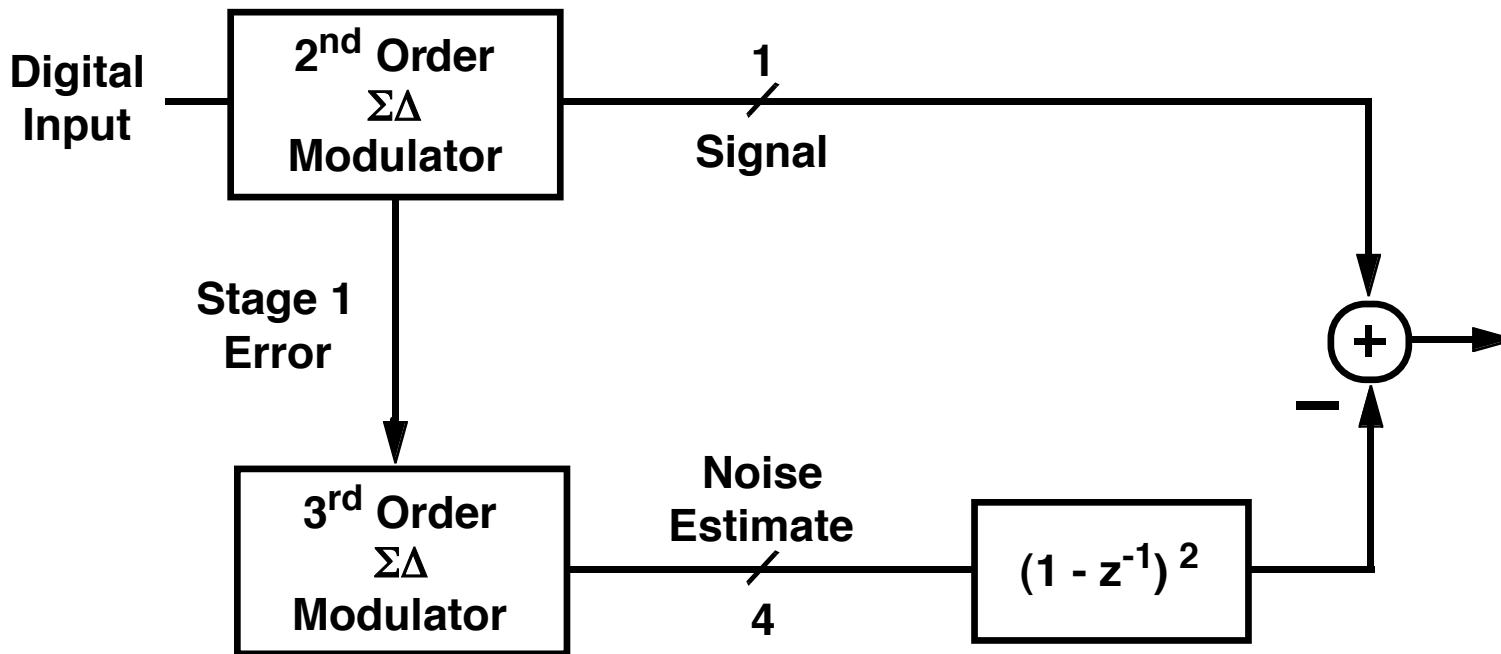 Digital
Input
2nd Order
ΣΔ
Modulator
1
Signal
Stage 1
Error
+
−
3rd Order
ΣΔ
Modulator
Noise
Estimate
4
(1 - z-1) 2